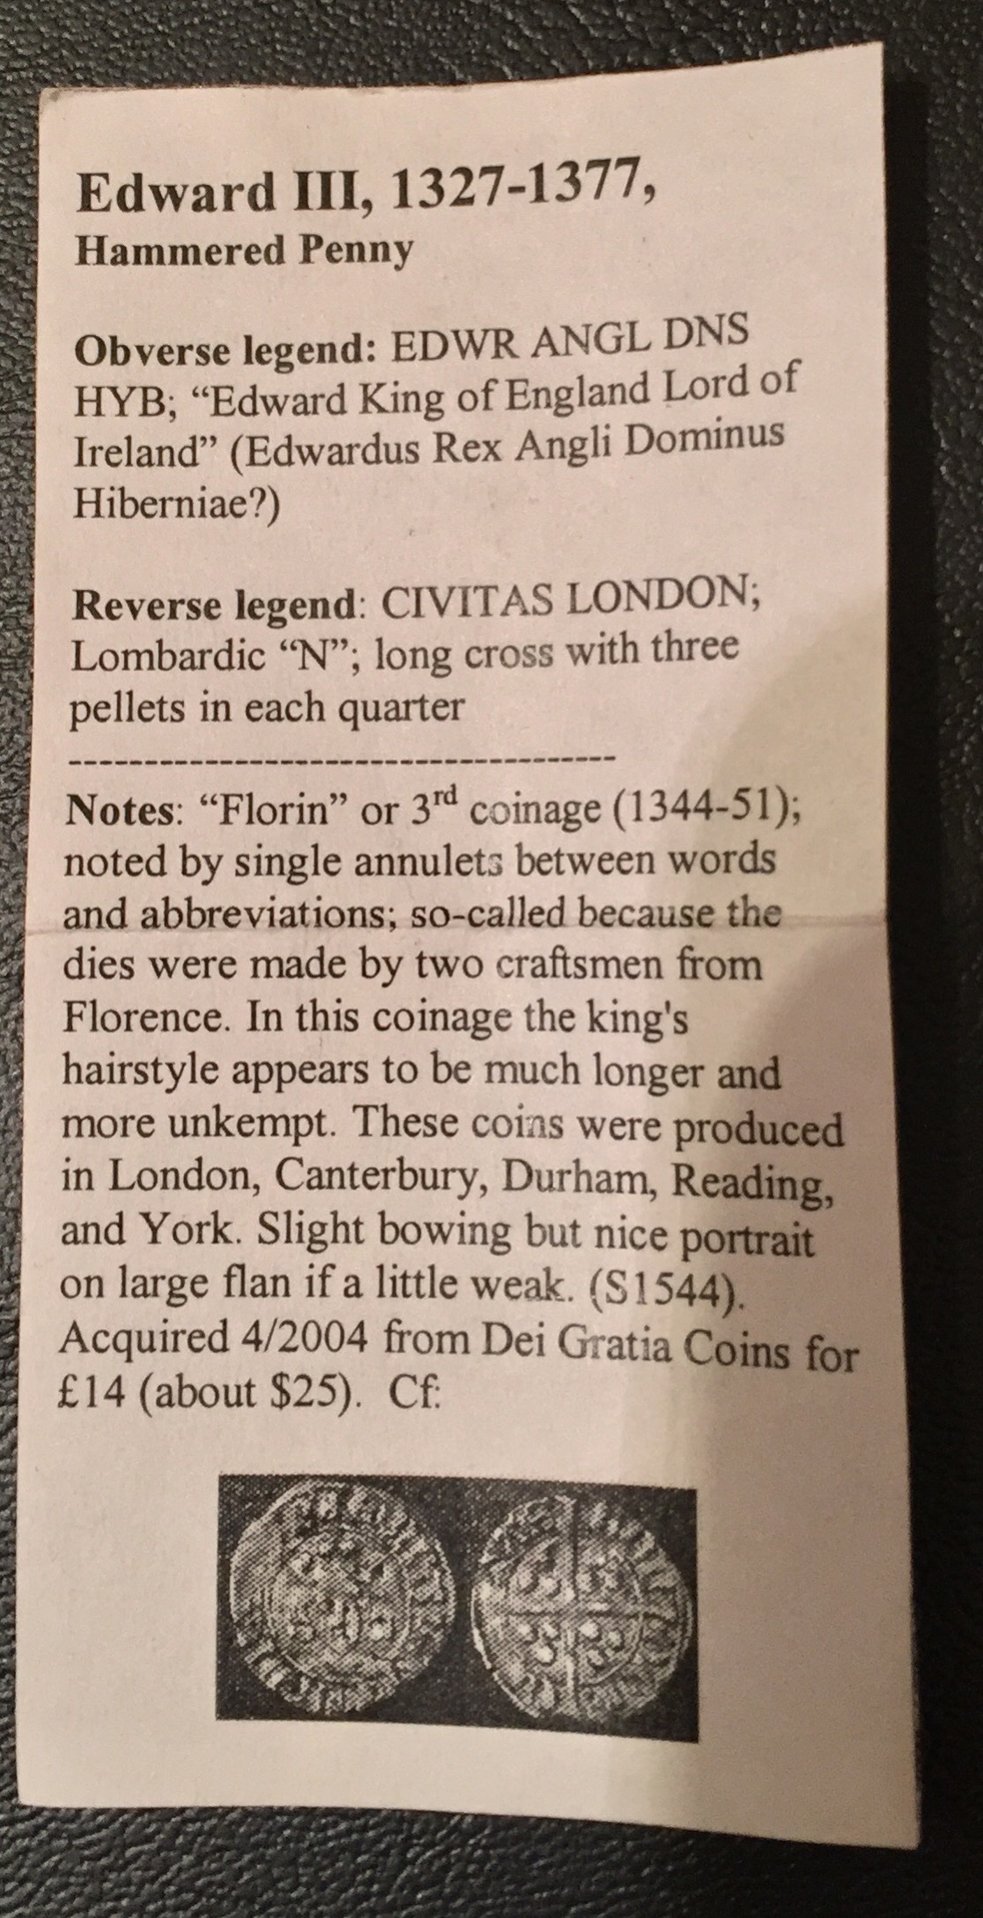 Edward III, 1327-1377,
Hammered Penny
Obverse legend: EDWR ANGL DNS
HYB; “Edward King of England Lord of
Ireland” (Edwardus Rex Angli Dominus
Hiberniae?)
Reverse legend: CIVITAS LONDON;
Lombardic “N”; long cross with three
pellets in each quarter
------------------------------------
Notes: “Florin” or 3rd coinage (1344-51);
noted by single annulets between words
and abbreviations; so-called because the
dies were made by two craftsmen from
Florence. In this coinage the king's
hairstyle appears to be much longer and
more unkempt. These coins were produced
in London, Canterbury, Durham, Reading,
and York. Slight bowing but nice portrait
on large flan if a little weak. (S1544).
Acquired 4/2004 from Dei Gratia Coins for
£14 (about $25). Cf: